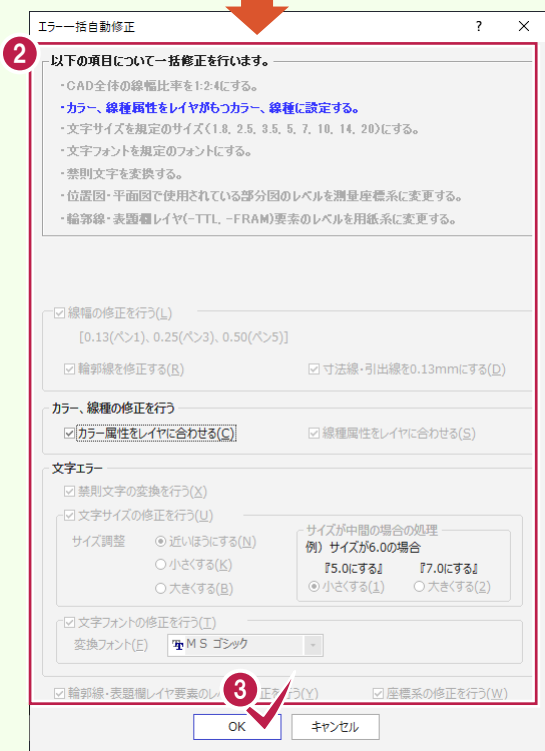 エラー一括自動修正 ? ×
2
以下の項目について一括修正を行います。
・CAD全体の線幅比率を1:2:4にする。
・カラー、線種属性をレイヤがもつカラー、線種に設定する。
・文字サイズを規定のサイズ(1.8, 2.5, 3.5, 5, 7, 10, 14, 20)にする。
・文字フォントを規定のフォントにする。
・禁則文字を変換する。
・位置図・平面図で使用されている部分図のレベルを測量座標系に変更する。
・輪郭線・表題欄レイヤ(-TTL, -FRAM)要素のレベルを用紙系に変更する。
線幅の修正を行う(L)
[0.13(ペン1)、0.25(ペン3)、0.50(ペン5)]
輪郭線を修正する(R) 寸法線・引出線を0.13mmにする(D)
カラー、線種の修正を行う
カラー属性をレイヤに合わせる(C) 線種属性をレイヤに合わせる(S)
文字エラー
禁則文字の変換を行う(X)
文字サイズの修正を行う(U)
サイズが中間の場合の処理
サイズ調整 近いほうにする(N) 例) サイズが6.0の場合
小さくする(K) 『5.0にする』 『7.0にする』
大きくする(B) 小さくする(1) 大きくする(2)
文字フォントの修正を行う(T)
変換フォント(F) MS ゴシック
輪郭線・表題欄レイヤ要素のレ 正を行う(Y) 座標系の修正を行う(W)
3
OK キャンセル